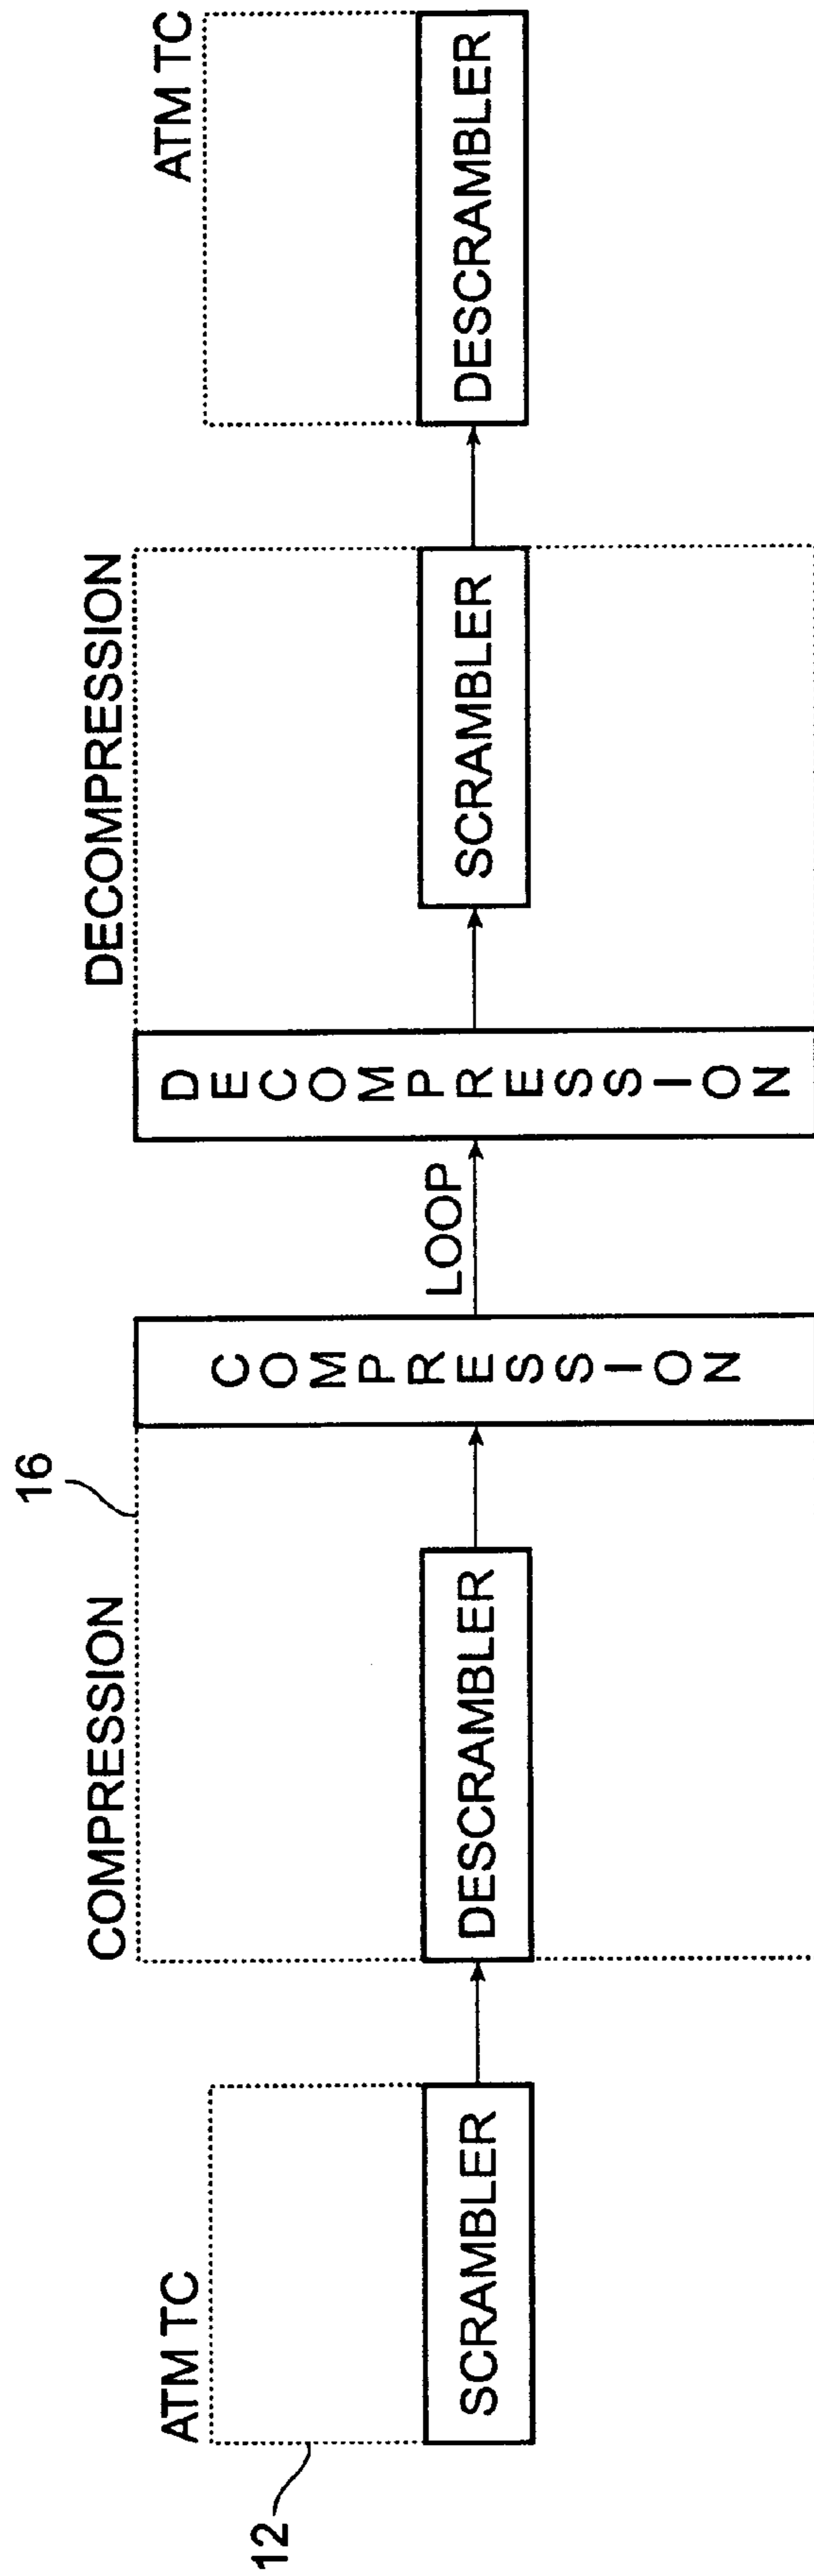 ATM TC
12
SCRAMBLER
COMPRESSION
16
DESCRAMBLER
COMPRESSION
LOOP
DECOMPRESSION
DECOMPRESSION
SCRAMBLER
ATM TC
DESCRAMBLER